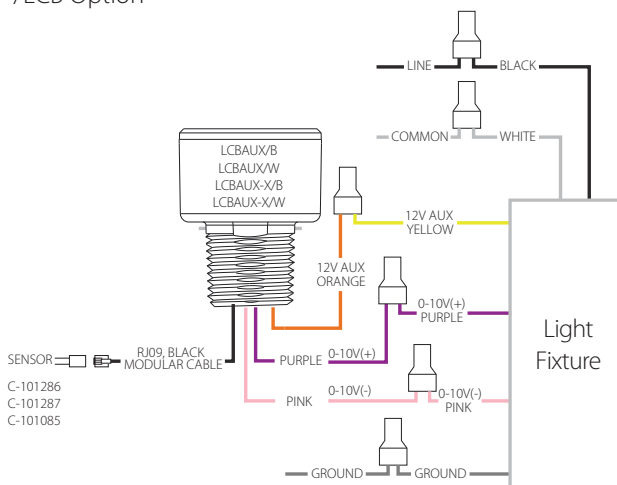 /LCB Option
LINE
BLACK
COMMON
WHITE
LCBAUX/B
LCBAUX/W
LCBAUX-X/B
LCBAUX-X/W
12V AUX
YELLOW
12V AUX
ORANGE
0-10V(+)
PURPLE
Light
Fixture
SENSOR
RJ09, BLACK
MODULAR CABLE
PURPLE
0-10V(+)
C-101286
C-101287
C-101085
PINK
0-10V(-)
0-10V(-)
PINK
GROUND
GROUND